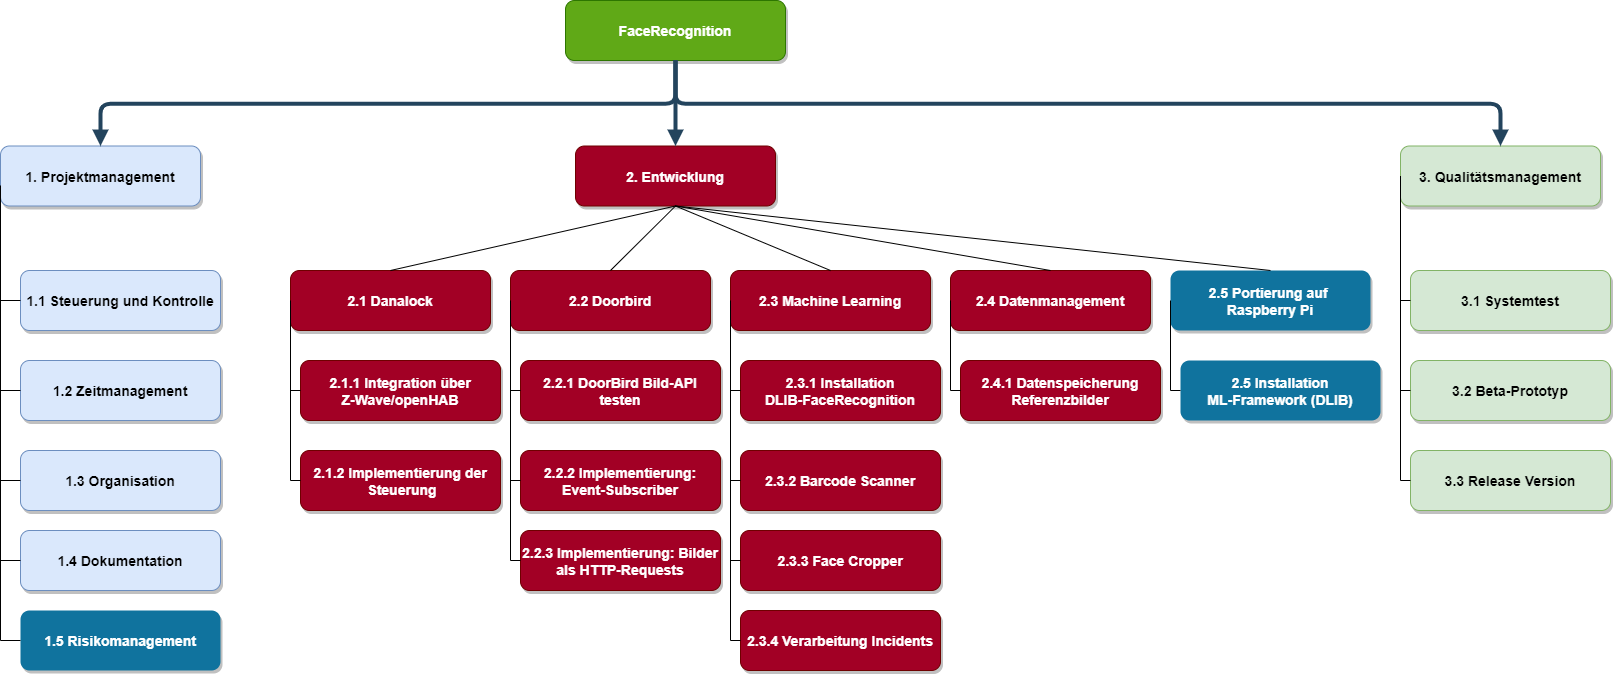 FaceRecognition
1. Projektmanagement
2. Entwicklung
3. Qualitätsmanagement
1.1 Steuerung und Kontrolle
1.2 Zeitmanagement
1.3 Organisation
1.4 Dokumentation
1.5 Risikomanagement
2.1 Danalock
2.1.1 Integration über
Z-Wave/openHAB
2.1.2 Implementierung der
Steuerung
2.2 Doorbird
2.2.1 DoorBird Bild-API
testen
2.2.2 Implementierung:
Event-Subscriber
2.2.3 Implementierung: Bilder
als HTTP-Requests
2.3 Machine Learning
2.3.1 Installation
DLIB-FaceRecognition
2.3.2 Barcode Scanner
2.3.3 Face Cropper
2.3.4 Verarbeitung Incidents
2.4 Datenmanagement
2.4.1 Datenspeicherung
Referenzbilder
2.5 Portierung auf
Raspberry Pi
2.5 Installation
ML-Framework (DLIB)
3.1 Systemtest
3.2 Beta-Prototyp
3.3 Release Version